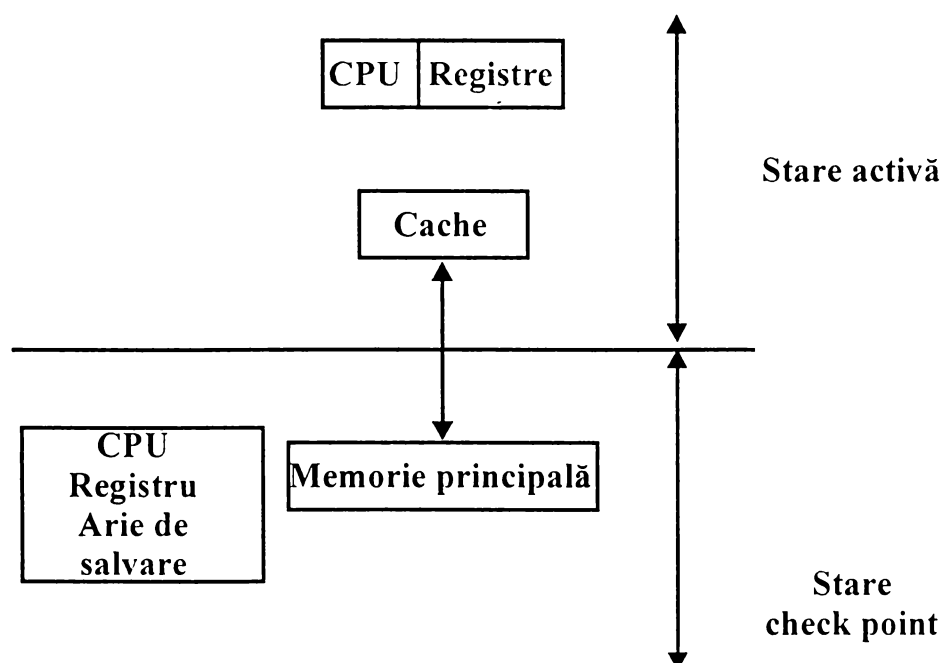 CPU Registre
Stare activă
Cache
CPU
Registru
Arie de
salvare
Memorie principală
Stare
check point